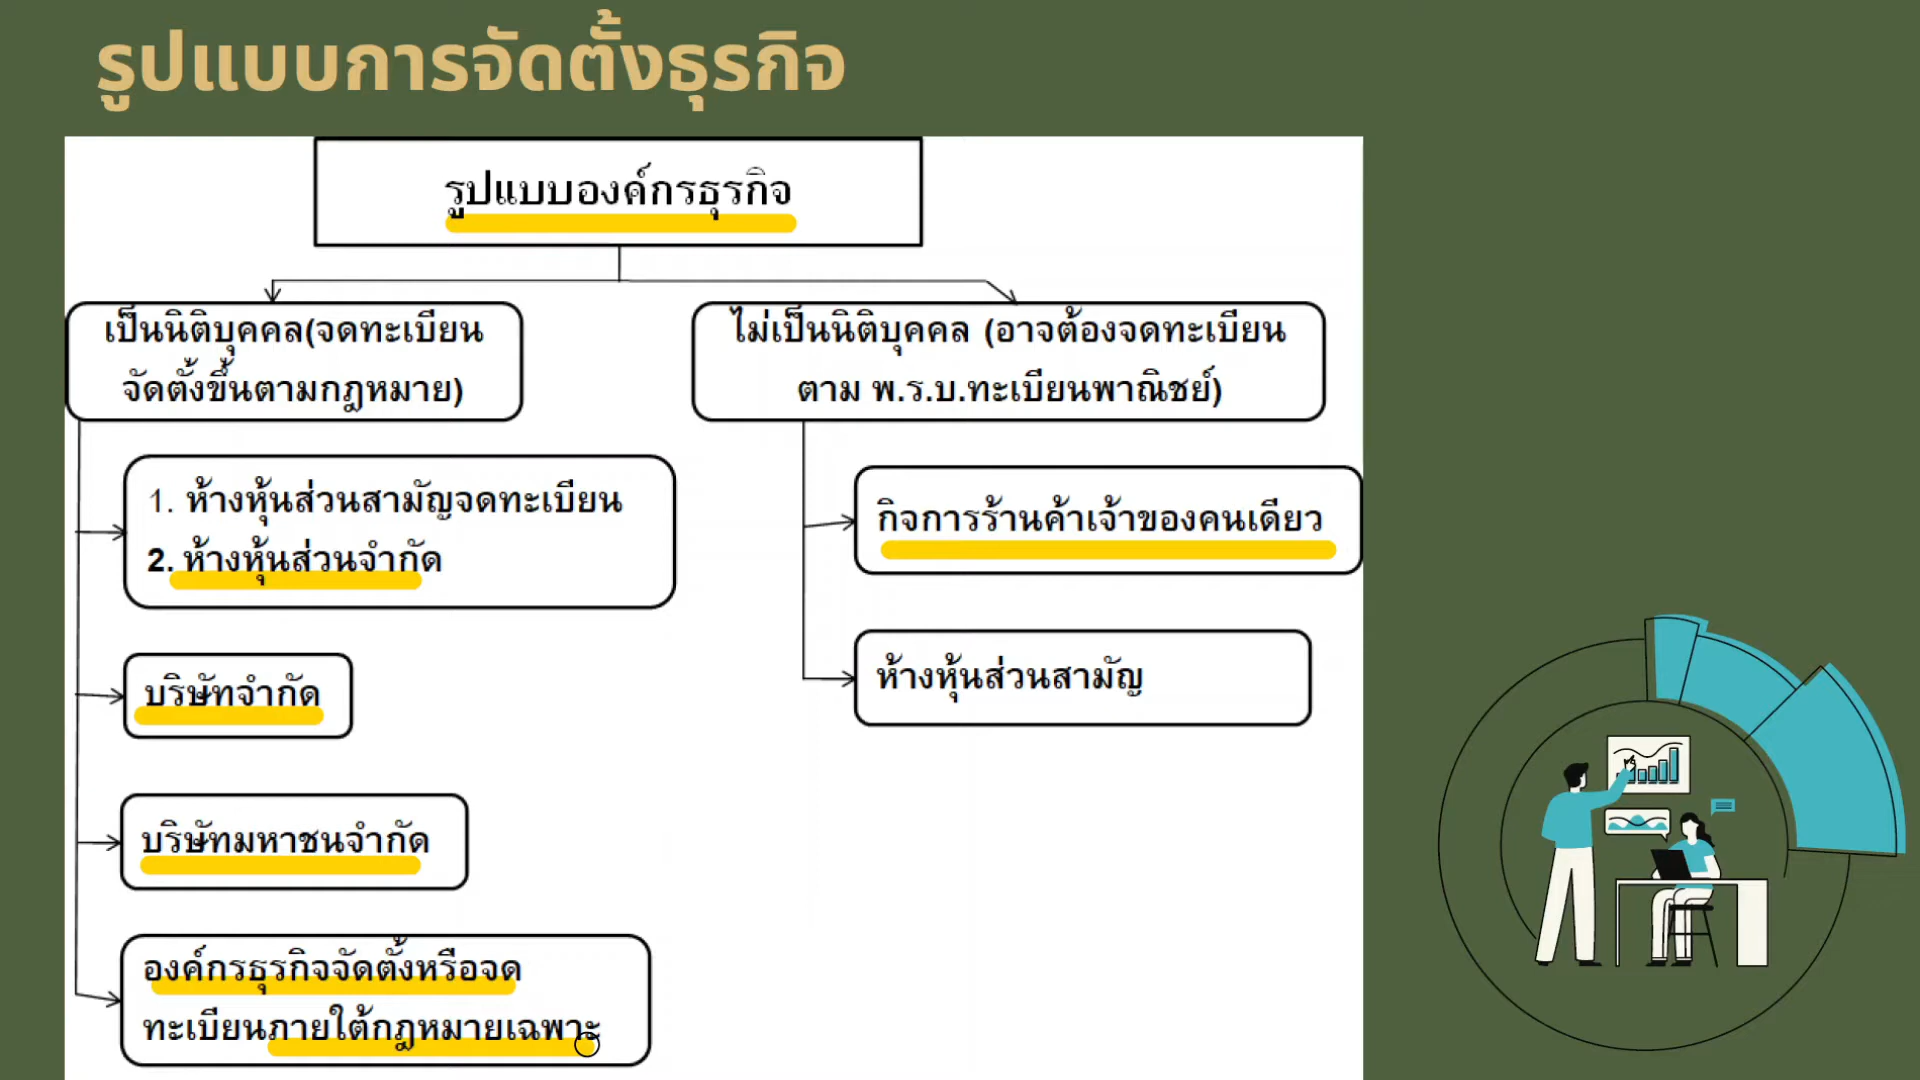 รูปแบบการจัดตั้งธุรกิจ
รูปแบบองค์กรธุรกิจ
เป็นนิติบุคคล(จดทะเบียน
จัดตั้งขึ้นตามกฎหมาย)
1. ห้างหุ้นส่วนสามัญจดทะเบียน
2. ห้างหุ้นส่วนจำกัด
บริษัทจำกัด
บริษัทมหาชนจำกัด
องค์กรธุรกิจจัดตั้งหรือจด
ทะเบียนภายใต้กฎหมายเฉพาะ
ไม่เป็นนิติบุคคล (อาจต้องจดทะเบียน
ตาม พ.ร.บ.ทะเบียนพาณิชย์)
กิจการร้านค้าเจ้าของคนเดียว
ห้างหุ้นส่วนสามัญ